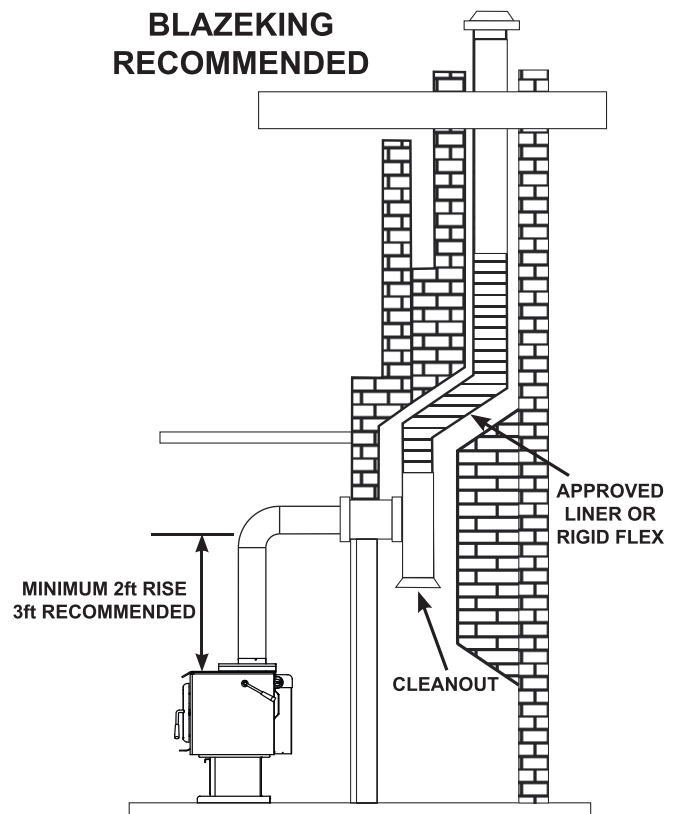 BLAZEKING
RECOMMENDED
APPROVED
LINER OR
RIGID FLEX
MINIMUM 2ft RISE
3ft RECOMMENDED
CLEANOUT